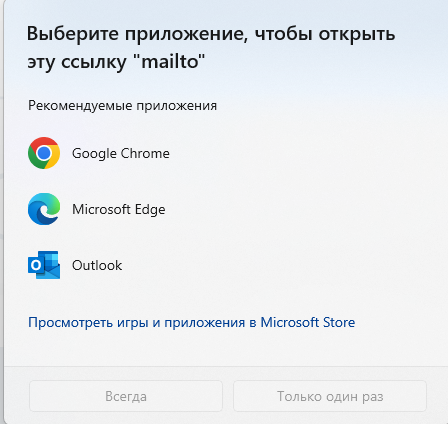 Выберите приложение, чтобы открыть
эту ссылку "mailto"
Рекомендуемые приложения
Google Chrome
Microsoft Edge
Outlook
Просмотреть игры и приложения в Microsoft Store
Всегда
Только один раз